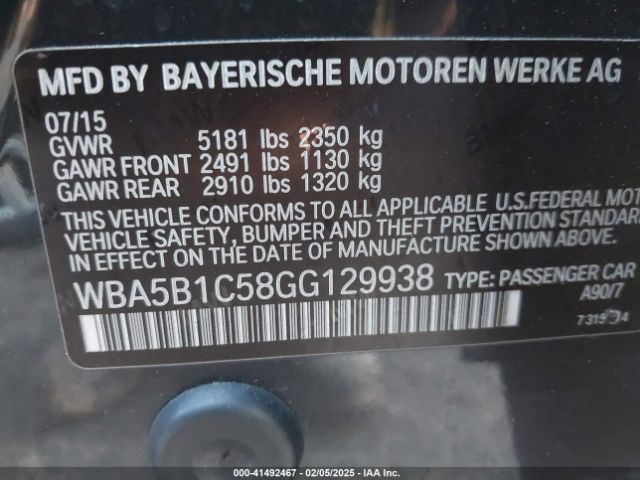 MFD BY BAYERISCHE MOTOREN WERKE AG
07/15
GVWR 5181 lbs 2350 kg
GAWR FRONT 2491 lbs 1130 kg
GAWR REAR 2910 lbs 1320 kg
THIS VEHICLE CONFORMS TO ALL APPLICABLE U.S.FEDERAL MOT
VEHICLE SAFETY, BUMPER AND THEFT PREVENTION STANDAR
IN EFFECT ON THE DATE OF MANUFACTURE SHOWN ABOVE.
WBA5B1C58GG129938 TYPE: PASSENGER CAR
A90/7
000-41492467 - 02/05/2025 - IAAI.COM